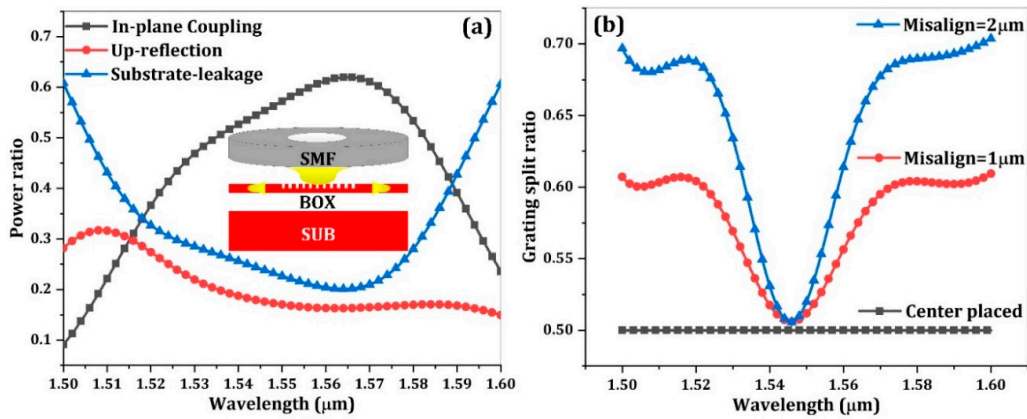 (a)
In-plane Coupling
Up-reflection
Substrate-leakage
SMF
BOX
SUB
Power ratio
0.7
0.6
0.5
0.4
0.3
0.2
0.1
1.50 1.51 1.52 1.53 1.54 1.55 1.56 1.57 1.58 1.59 1.60
Wavelength (μm)
(b)
Misalign=2μm
Misalign=1μm
Center placed
Grating split ratio
0.70
0.65
0.60
0.55
0.50
1.50 1.52 1.54 1.56 1.58 1.60
Wavelength (μm)